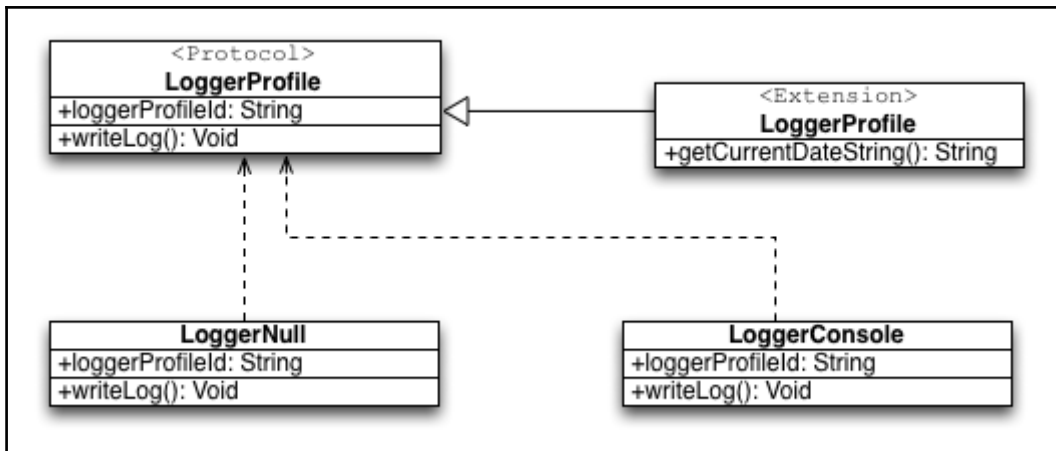 <Protocol>
LoggerProfile
+loggerProfileId: String
+writeLog(): Void
<Extension>
LoggerProfile
+getCurrentDateString(): String
LoggerNull
+loggerProfileId: String
+writeLog(): Void
LoggerConsole
+loggerProfileId: String
+writeLog(): Void